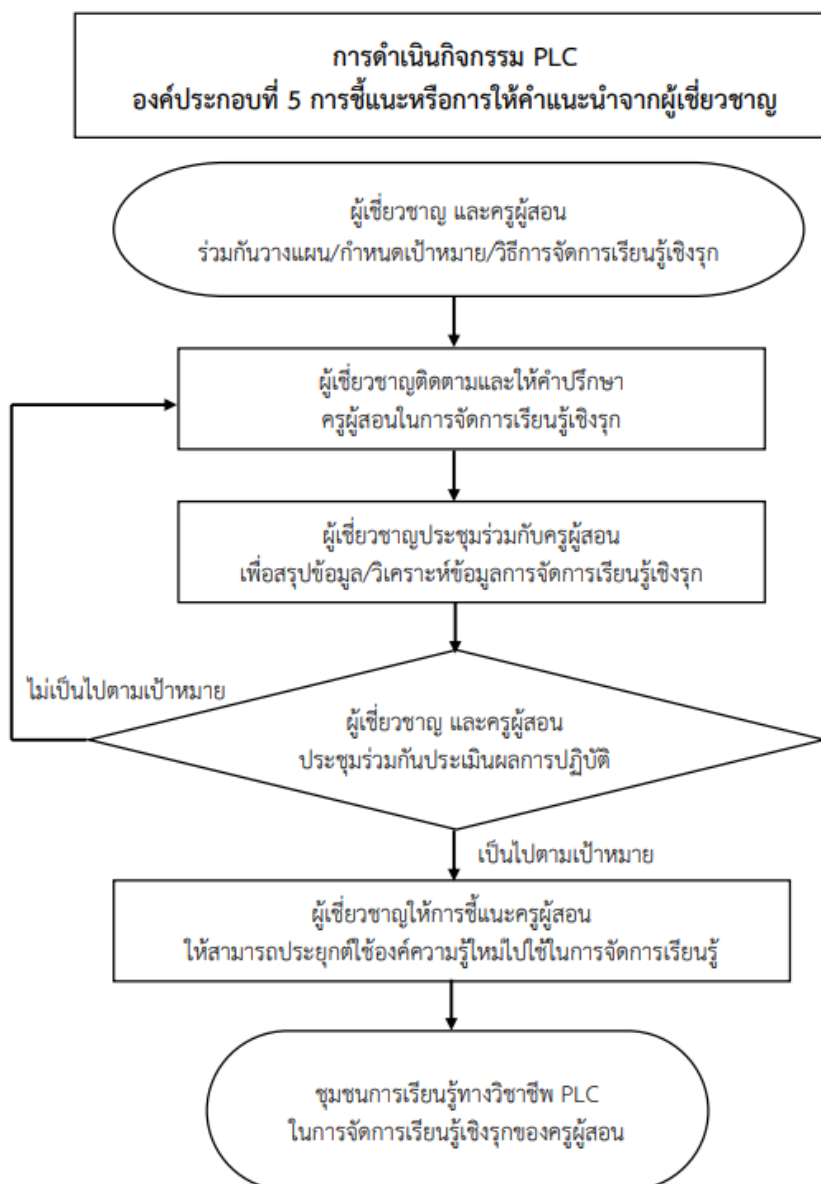 การดำเนินกิจกรรม PLC
องค์ประกอบที่ 5 การชี้แนะหรือการให้คำแนะนำจากผู้เชี่ยวชาญ
ผู้เชี่ยวชาญ และครูผู้สอน
ร่วมกันวางแผน/กำหนดเป้าหมาย/วิธีการจัดการเรียนรู้เชิงรุก
ผู้เชี่ยวชาญติดตามและให้คำปรึกษา
ครูผู้สอนในการจัดการเรียนรู้เชิงรุก
ผู้เชี่ยวชาญประชุมร่วมกับครูผู้สอน
เพื่อสรุปข้อมูล/วิเคราะห์ข้อมูลการจัดการเรียนรู้เชิงรุก
ไม่เป็นไปตามเป้าหมาย
ผู้เชี่ยวชาญ และครูผู้สอน
ประชุมร่วมกันประเมินผลการปฏิบัติ
เป็นไปตามเป้าหมาย
ผู้เชี่ยวชาญให้การชี้แนะครูผู้สอน
ให้สามารถประยุกต์ใช้องค์ความรู้ใหม่ไปใช้ในการจัดการเรียนรู้
ชุมชนการเรียนรู้ทางวิชาชีพ PLC
ในการจัดการเรียนรู้เชิงรุกของครูผู้สอน